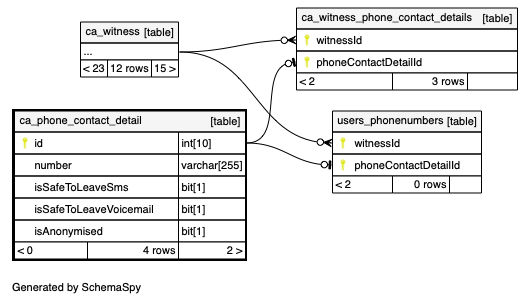 ca_witness [table]
...
< 23 12 rows 15 >
ca_witness_phone_contact_details [table]
witnessId
phoneContactDetailId
< 2 3 rows
ca_phone_contact_detail [table]
id int[10]
number varchar[255]
isSafeToLeaveSms bit[1]
isSafeToLeaveVoicemail bit[1]
isAnonymised bit[1]
< 0 4 rows 2 >
users_phonenumbers [table]
witnessId
phoneContactDetailId
< 2 0 rows
Generated by SchemaSpy